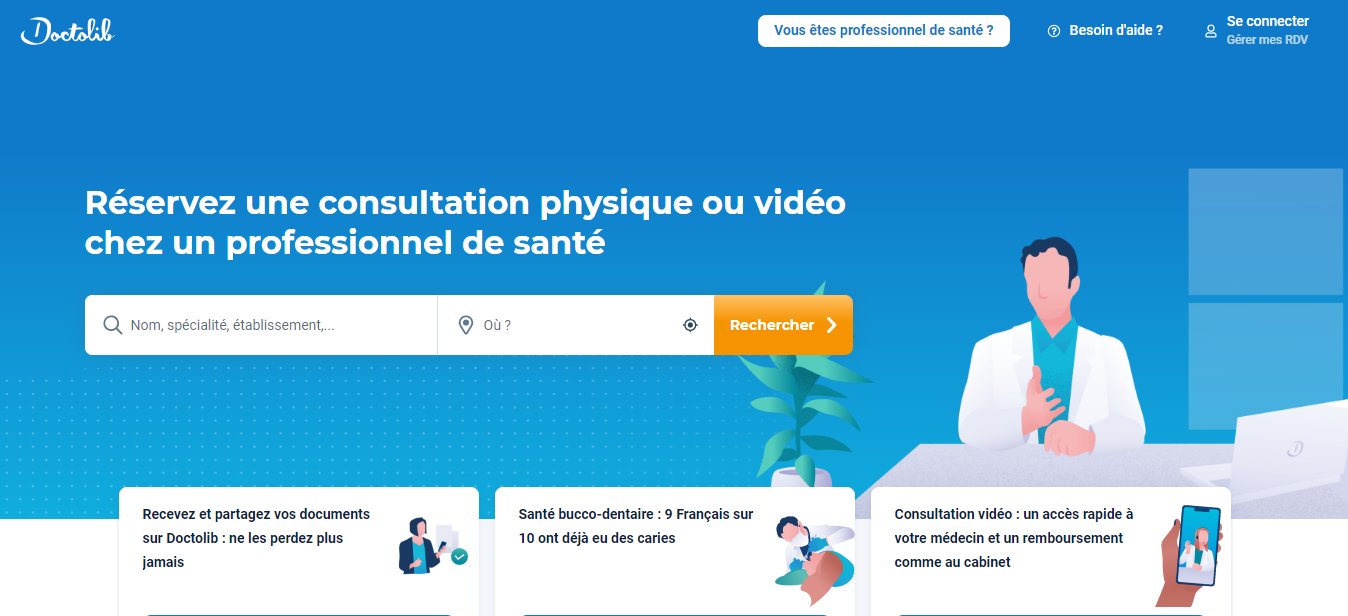 Doctolib
Vous êtes professionnel de santé ?
Besoin d'aide ?
Se connecter
Gérer mes RDV
Réservez une consultation physique ou vidéo
chez un professionnel de santé
Nom, spécialité, établissement,...
Où ?
Rechercher
Recevez et partagez vos documents
sur Doctolib : ne les perdez plus
jamais
Santé bucco-dentaire : 9 Français sur
10 ont déjà eu des caries
Consultation vidéo : un accès rapide à
votre médecin et un remboursement
comme au cabinet